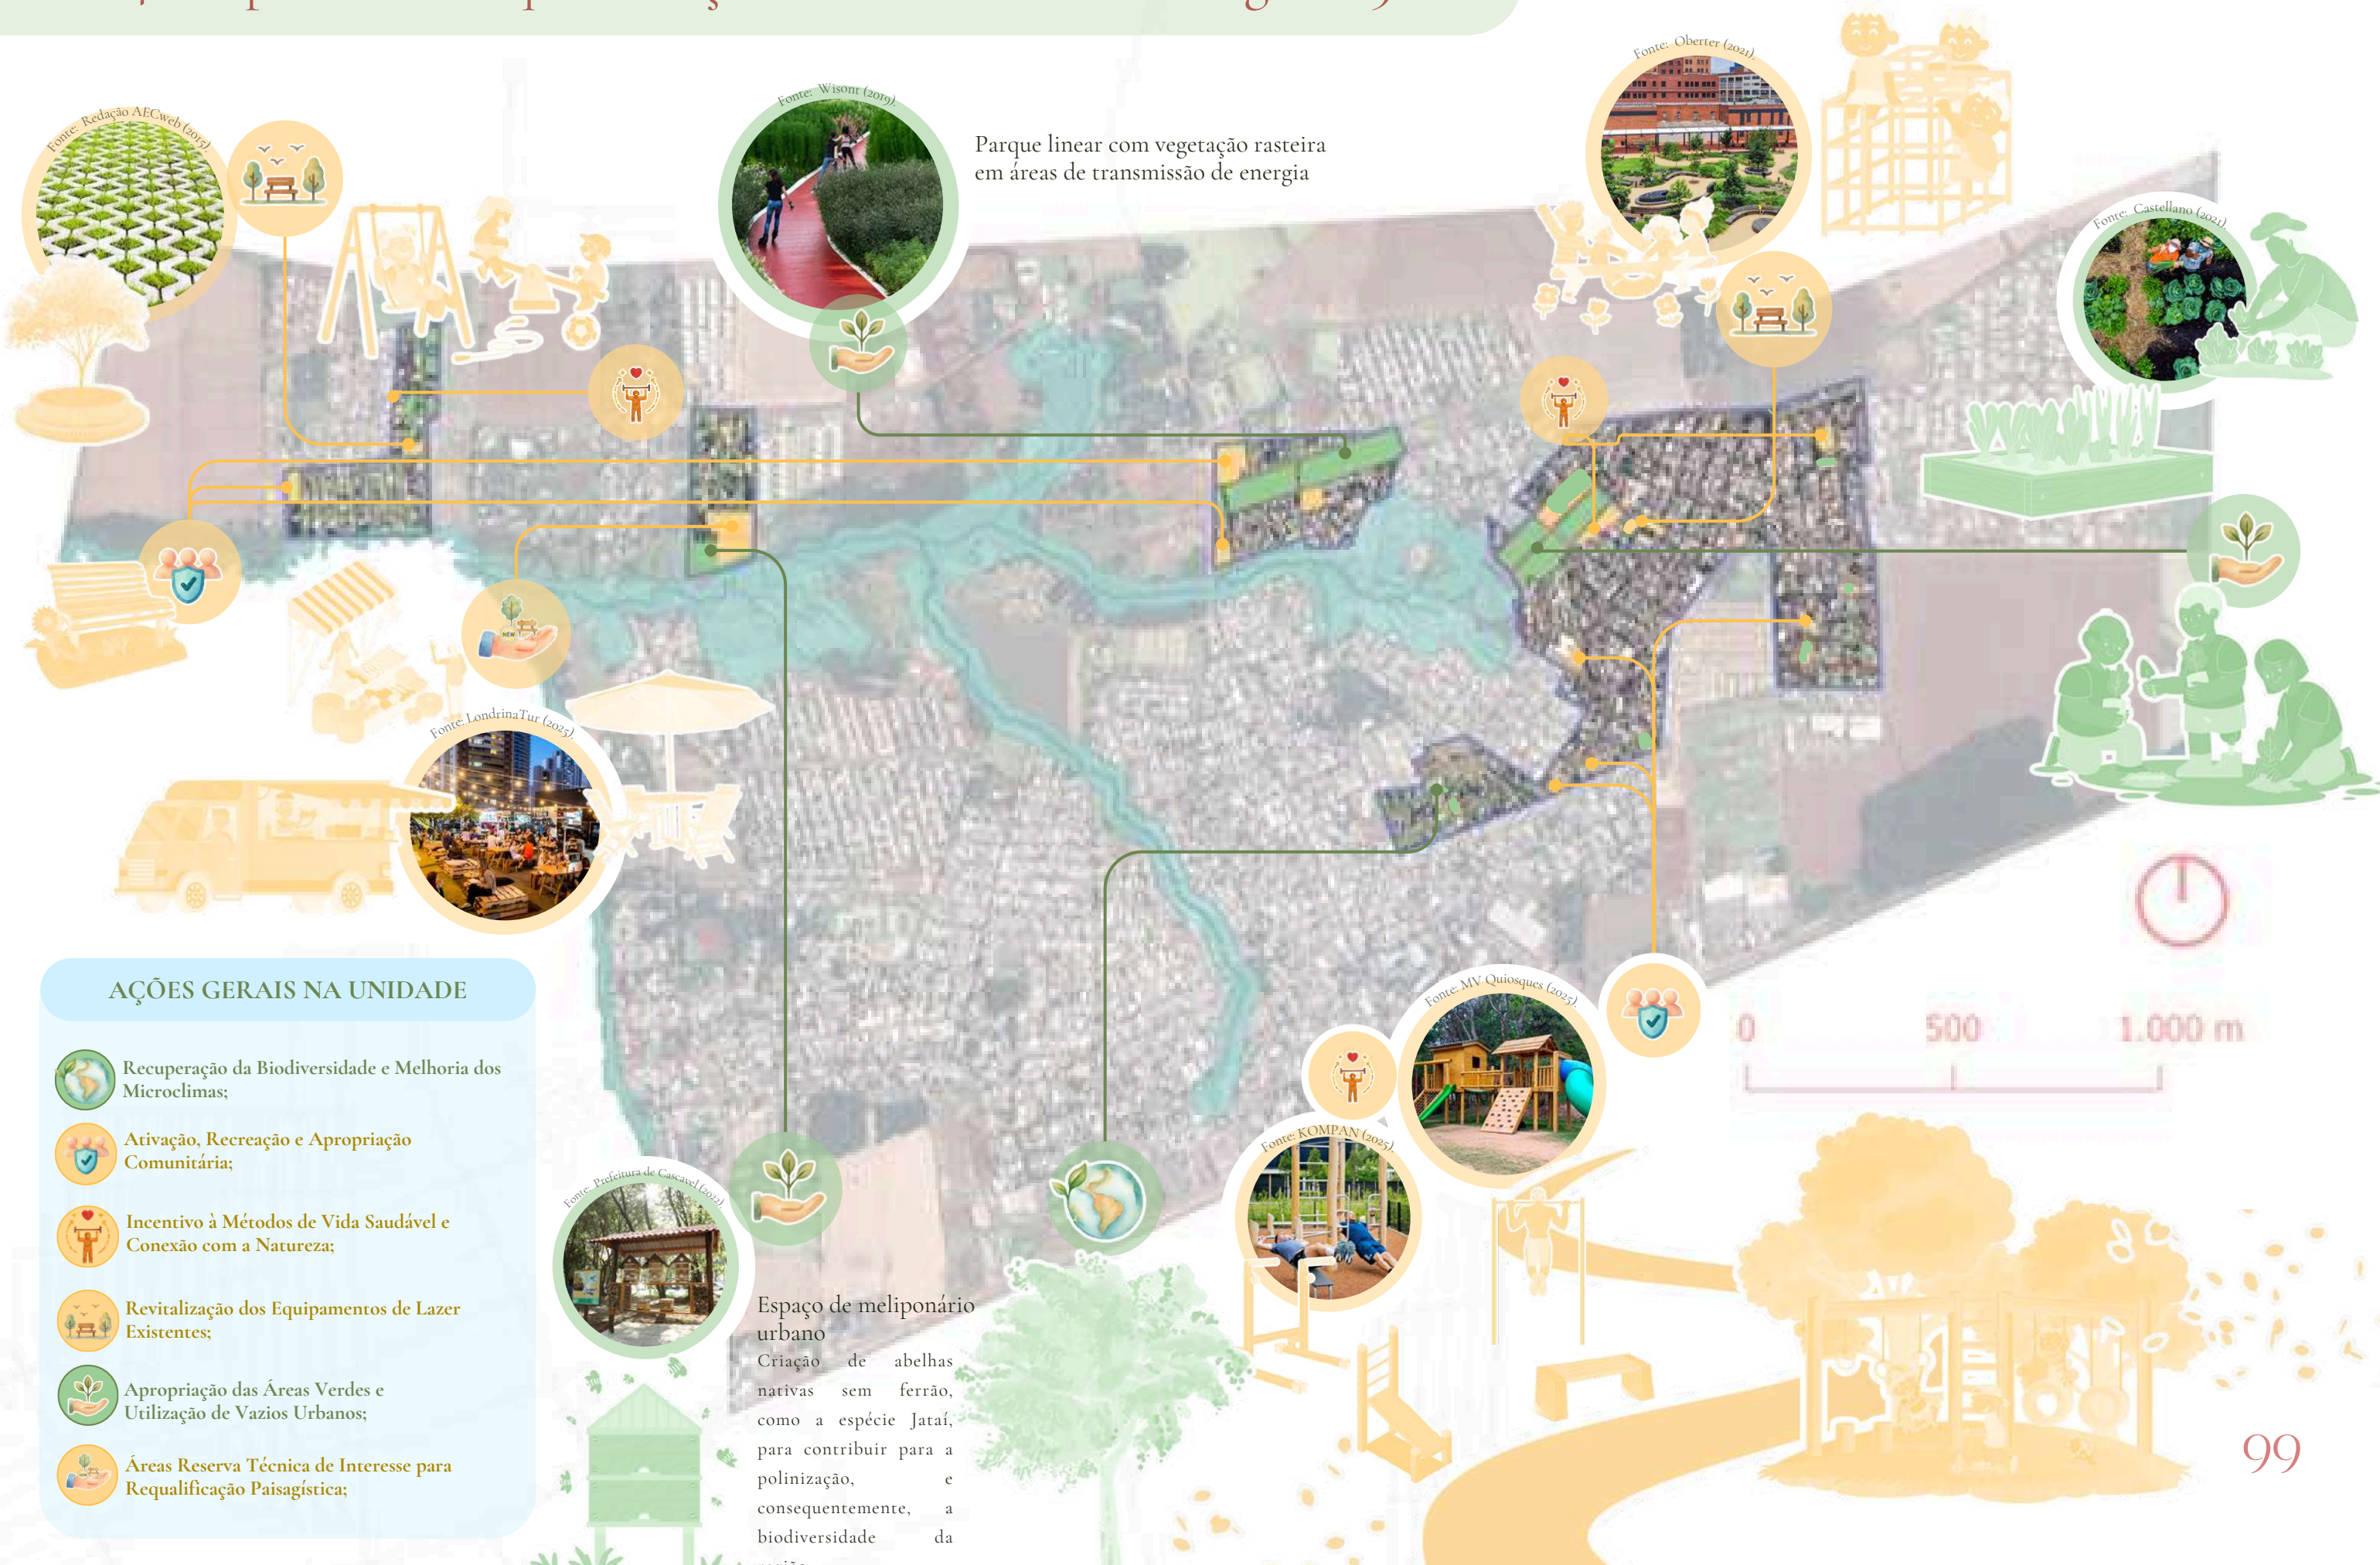 Fonte: Redação AECweb (2015).
Fonte: Wisont (2019).
Parque linear com vegetação rasteira
em áreas de transmissão de energia
Fonte: Oberter (2021).
Fonte: Castellano (2021).
NEW
Fonte: LondrinaTur (2025).
AÇÕES GERAIS NA UNIDADE
Recuperação da Biodiversidade e Melhoria dos
Microclimas;
Ativação, Recreação e Apropriação
Comunitária;
Incentivo à Métodos de Vida Saudável e
Conexão com a Natureza;
Revitalização dos Equipamentos de Lazer
Existentes;
Apropriação das Áreas Verdes e
Utilização de Vazios Urbanos;
Áreas Reserva Técnica de Interesse para
Requalificação Paisagística;
Fonte: Prefeitura de Cascavel (2022).
Espaço de meliponário
urbano
Criação de abelhas
nativas sem ferrão,
como a espécie Jataí,
para contribuir para a
polinização, e
consequentemente, a
biodiversidade da
Fonte: KOMPAN (2025).
Fonte: MV Quiosques (2025).
0 500 1.000 m
99